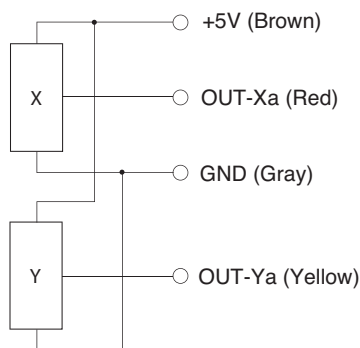 +5V (Brown)
X
OUT-Xa (Red)
GND (Gray)
Y
OUT-Ya (Yellow)